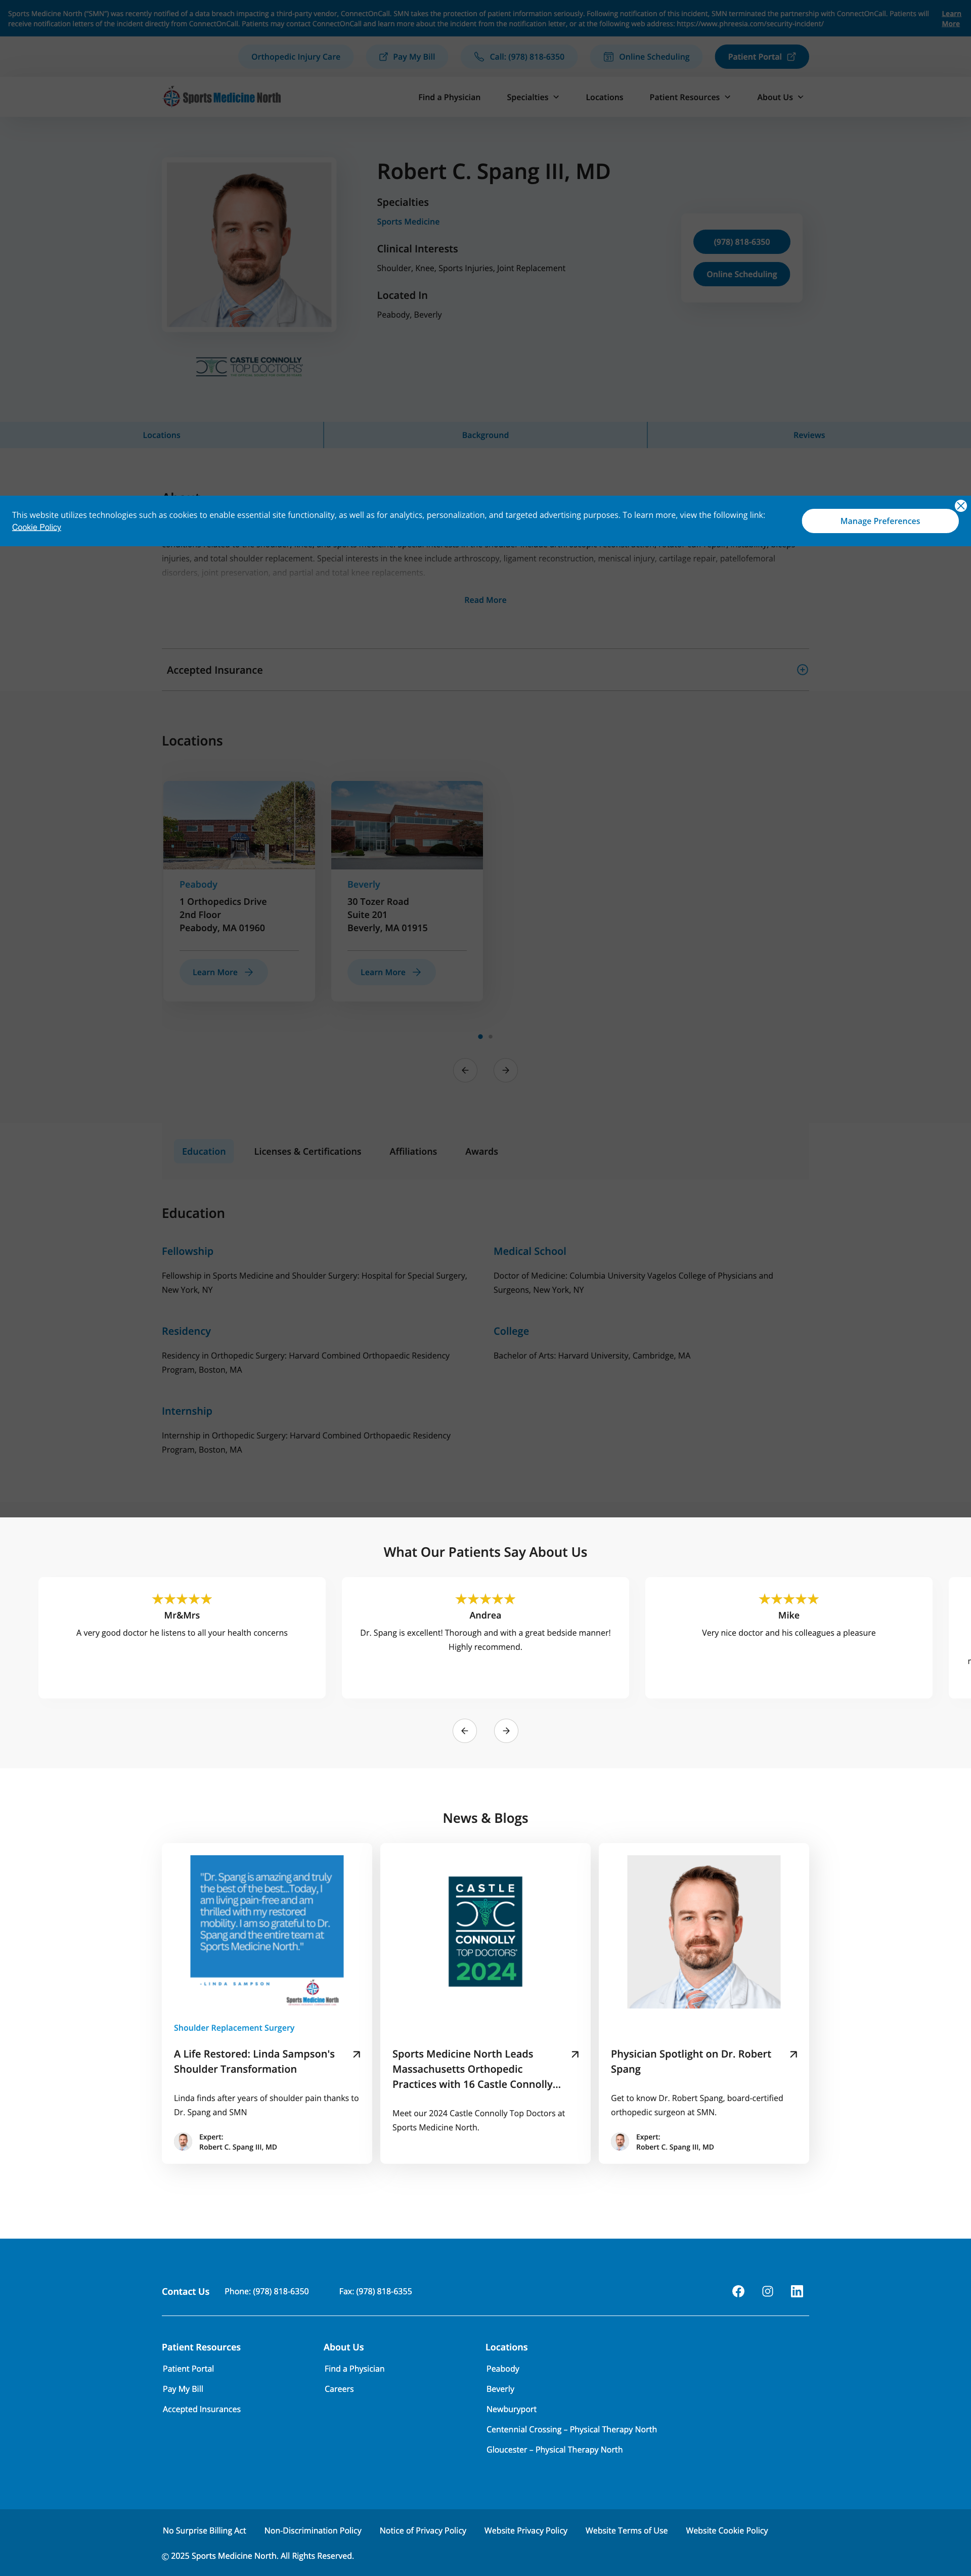 Sports Medicine North ("SMN") was recently notified of a data breach impacting a third-party vendor, ConnectOnCall. SMN takes the protection of patient information seriously. Following notification of this incident, SMN terminated the partnership with ConnectOnCall. Patients will
receive notification letters of the incident directly from ConnectOnCall. Patients may contact ConnectOnCall and learn more about the incident from the notification letter, or at the following web address: https://www.phreesia.com/security-incident/
Learn
More
Orthopedic Injury Care
Pay My Bill
Call: (978) 818-6350
Online Scheduling
Patient Portal
Sports Medicine North
Find a Physician
Specialties
Locations
Patient Resources
About Us
Robert C. Spang III, MD
Specialties
Sports Medicine
Clinical Interests
Shoulder, Knee, Sports Injuries, Joint Replacement
Located In
Peabody, Beverly
(978) 818-6350
Online Scheduling
CASTLE CONNOLLY
TOP DOCTORS
Locations
Background
Reviews
This website utilizes technologies such as cookies to enable essential site functionality, as well as for analytics, personalization, and targeted advertising purposes. To learn more, view the following link:
Cookie Policy
Manage Preferences
injuries, and total shoulder replacement. Special interests in the knee include arthroscopy, ligament reconstruction, meniscal injury, cartilage repair, patellofemoral
disorders, joint preservation, and partial and total knee replacements.
Read More
Accepted Insurance
Locations
Peabody
1 Orthopedics Drive
2nd Floor
Peabody, MA 01960
Learn More
Beverly
30 Tozer Road
Suite 201
Beverly, MA 01915
Learn More
Education
Licenses & Certifications
Affiliations
Awards
Education
Fellowship
Fellowship in Sports Medicine and Shoulder Surgery: Hospital for Special Surgery,
New York, NY
Medical School
Doctor of Medicine: Columbia University Vagelos College of Physicians and
Surgeons, New York, NY
Residency
Residency in Orthopedic Surgery: Harvard Combined Orthopaedic Residency
Program, Boston, MA
College
Bachelor of Arts: Harvard University, Cambridge, MA
Internship
Internship in Orthopedic Surgery: Harvard Combined Orthopaedic Residency
Program, Boston, MA
What Our Patients Say About Us
Mr&Mrs
A very good doctor he listens to all your health concerns
Andrea
Dr. Spang is excellent! Thorough and with a great bedside manner!
Highly recommend.
Mike
Very nice doctor and his colleagues a pleasure
News & Blogs
"Dr. Spang is amazing and truly
the best of the best...Today, I
am living pain-free and am
thrilled with my restored
mobility. I am so grateful to Dr.
Spang and the entire team at
Sports Medicine North."
-LINDA SAMPSON
Sports Medicine North
Shoulder Replacement Surgery
A Life Restored: Linda Sampson's
Shoulder Transformation
Linda finds after years of shoulder pain thanks to
Dr. Spang and SMN
Expert:
Robert C. Spang III, MD
CASTLE
CONNOLLY
TOP DOCTORS
2024
Sports Medicine North Leads
Massachusetts Orthopedic
Practices with 16 Castle Connolly...
Meet our 2024 Castle Connolly Top Doctors at
Sports Medicine North.
Physician Spotlight on Dr. Robert
Spang
Get to know Dr. Robert Spang, board-certified
orthopedic surgeon at SMN.
Expert:
Robert C. Spang III, MD
Contact Us
Phone: (978) 818-6350
Fax: (978) 818-6355
Patient Resources
Patient Portal
Pay My Bill
Accepted Insurances
About Us
Find a Physician
Careers
Locations
Peabody
Beverly
Newburyport
Centennial Crossing – Physical Therapy North
Gloucester – Physical Therapy North
No Surprise Billing Act
Non-Discrimination Policy
Notice of Privacy Policy
Website Privacy Policy
Website Terms of Use
Website Cookie Policy
© 2025 Sports Medicine North. All Rights Reserved.